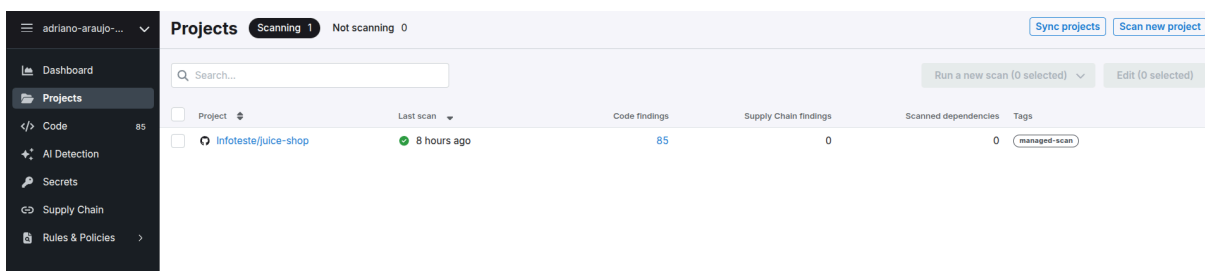 adriano-araujo-...
Projects Scanning 1 Not scanning 0 Sync projects Scan new project
Dashboard
Search... Run a new scan (0 selected) Edit (0 selected)
Projects
Project Last scan Code findings Supply Chain findings Scanned dependencies Tags
Code 85
Infoteste/juice-shop 8 hours ago 85 0 0 managed-scan
AI Detection
Secrets
Supply Chain
Rules & Policies